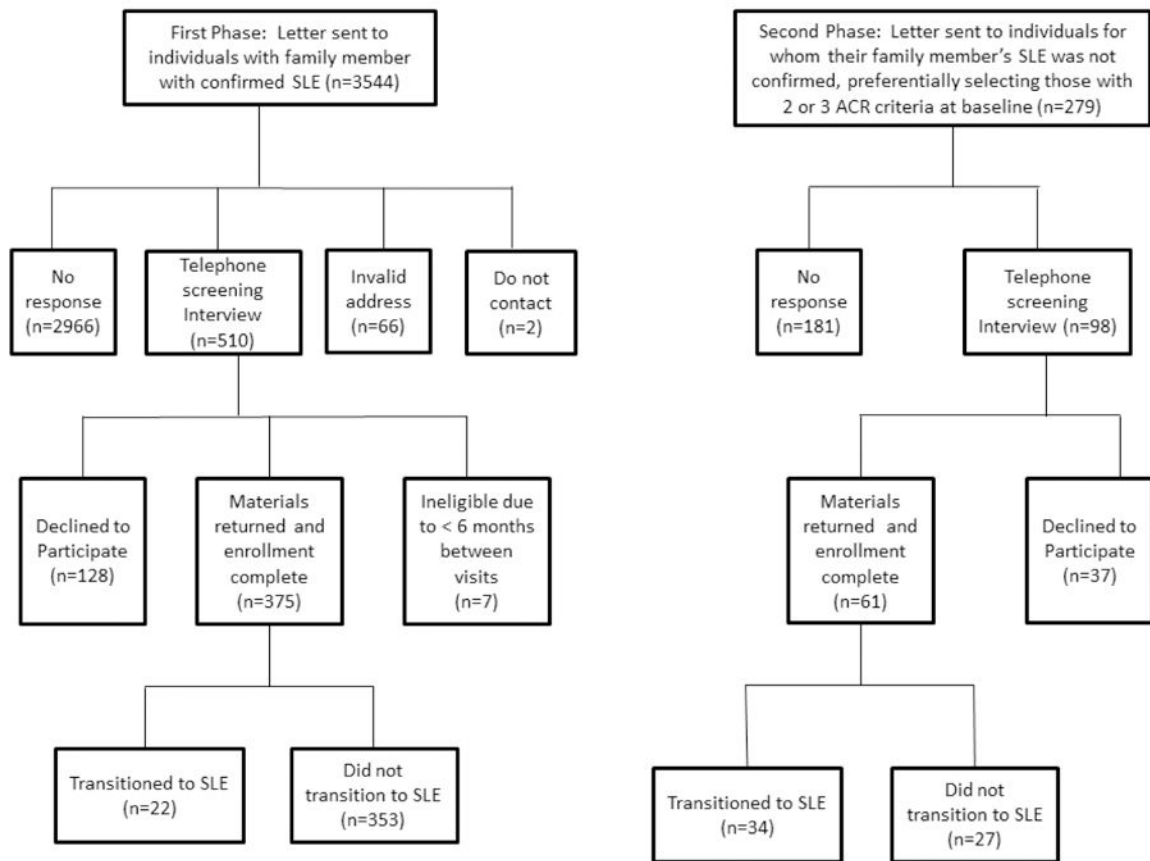 First Phase: Letter sent to
individuals with family member
with confirmed SLE (n=3544)
No
response
(n=2966)
Telephone
screening
Interview
(n=510)
Invalid
address
(n=66)
Do not
contact
(n=2)
Declined to
Participate
(n=128)
Materials
returned and
enrollment
complete
(n=375)
Ineligible due
to < 6 months
between
visits
(n=7)
Transitioned to SLE
(n=22)
Did not
transition to SLE
(n=353)
Second Phase: Letter sent to individuals for
whom their family member's SLE was not
confirmed, preferentially selecting those with
2 or 3 ACR criteria at baseline (n=279)
No
response
(n=181)
Telephone
screening
Interview (n=98)
Materials
returned and
enrollment
complete
(n=61)
Declined to
Participate
(n=37)
Transitioned to SLE
(n=34)
Did not
transition to SLE
(n=27)